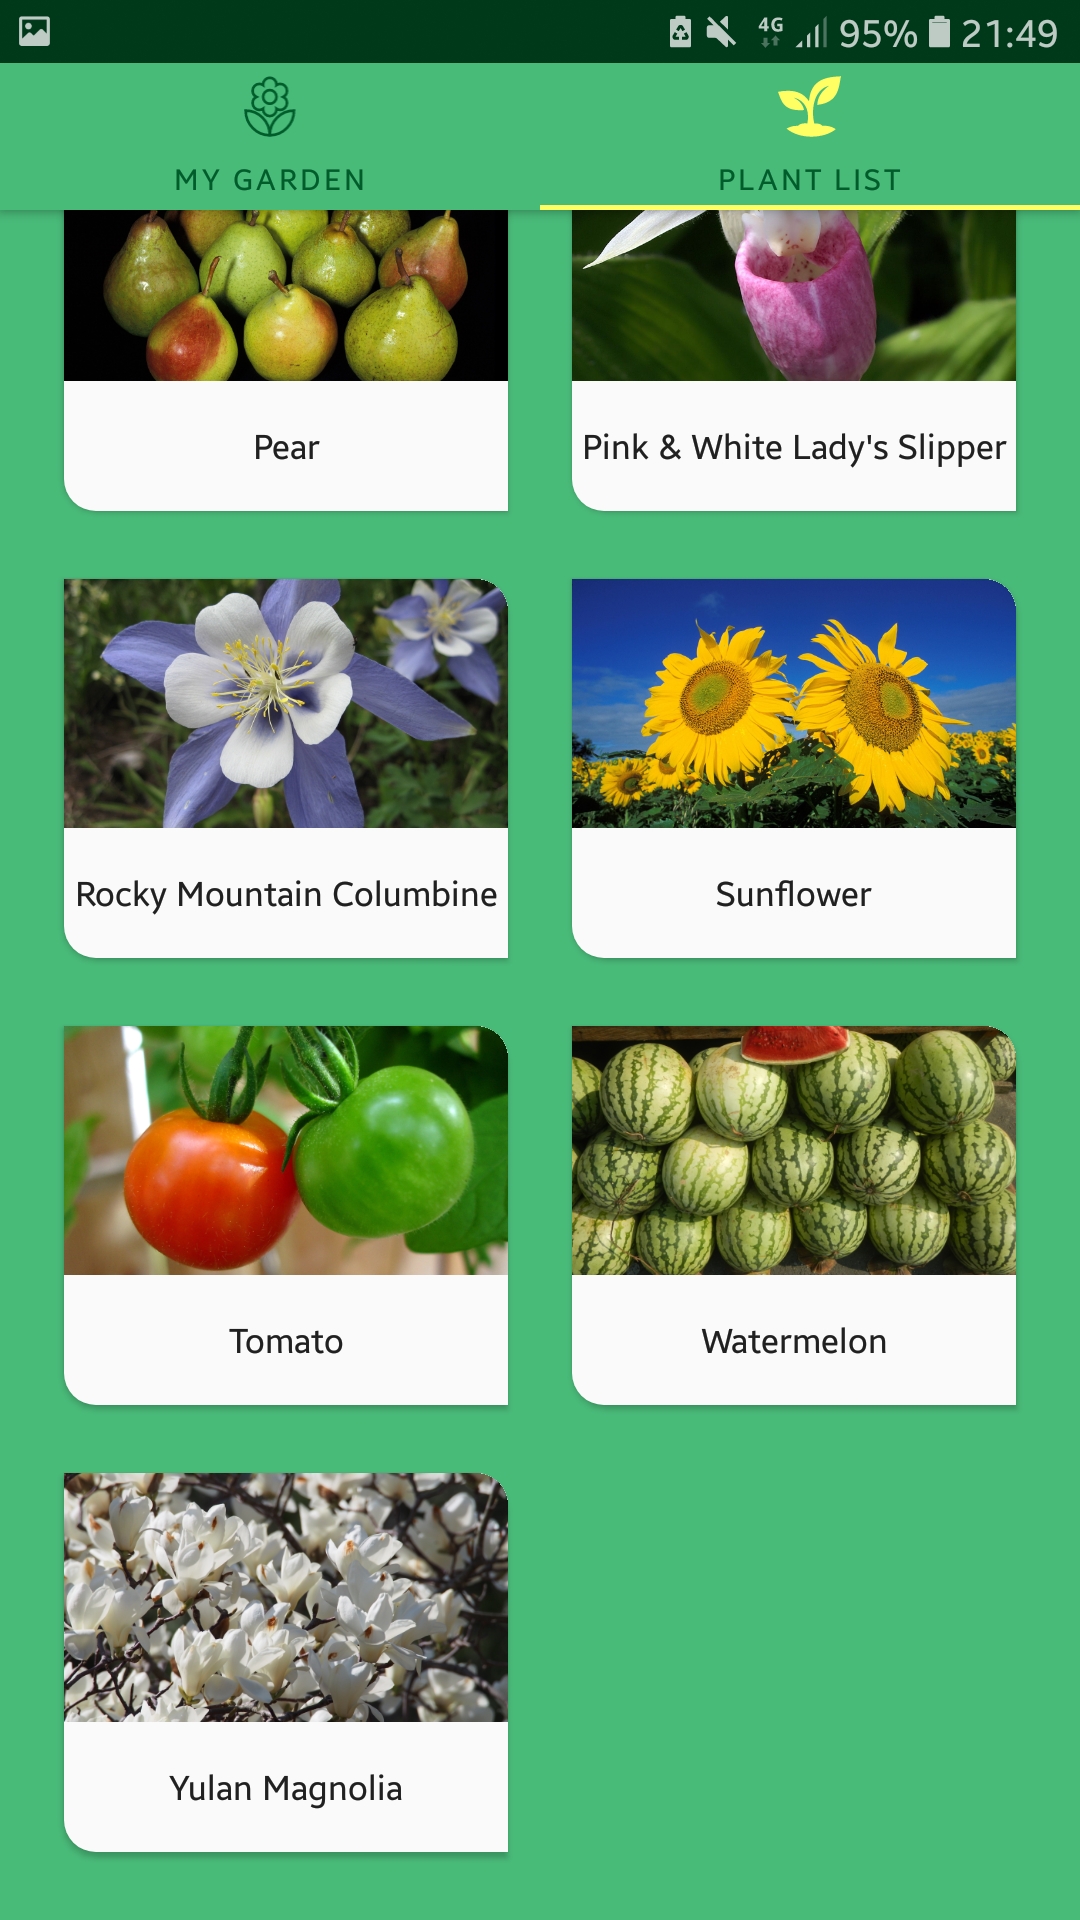 4G 95% 21:49
MY GARDEN PLANT LIST
Pear
Pink & White Lady's Slipper
Rocky Mountain Columbine
Sunflower
Tomato
Watermelon
Yulan Magnolia